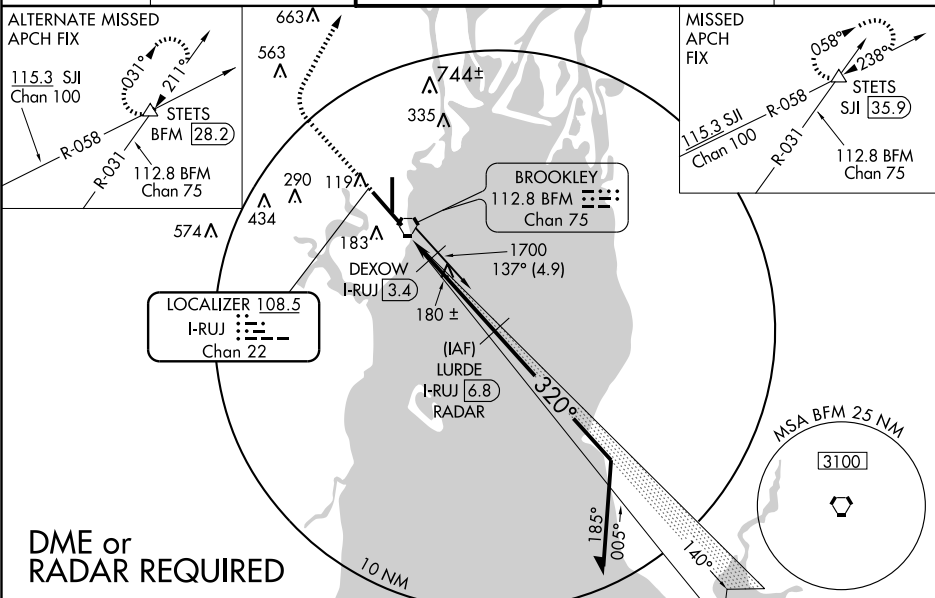 ALTERNATE MISSED
APCH FIX
031°
211°
115.3 SJI
Chan 100
STETS
BFM 28.2
R-058
R-031
112.8 BFM
Chan 75
663
563
744±
335
MISSED
APCH
FIX
058°
238°
STETS
SJI 35.9
115.3 SJI
Chan 100
R-058
R-031
112.8 BFM
Chan 75
290
119
434
574
183
BROOKLEY
112.8 BFM
Chan 75
1700
137° (4.9)
DEXOW
I-RUJ 3.4
180 ±
LOCALIZER 108.5
I-RUJ
Chan 22
(IAF)
LURDE
I-RUJ 6.8
RADAR
320°
MSA BFM 25 NM
3100
185°
005°
140°
DME or
RADAR REQUIRED
10 NM